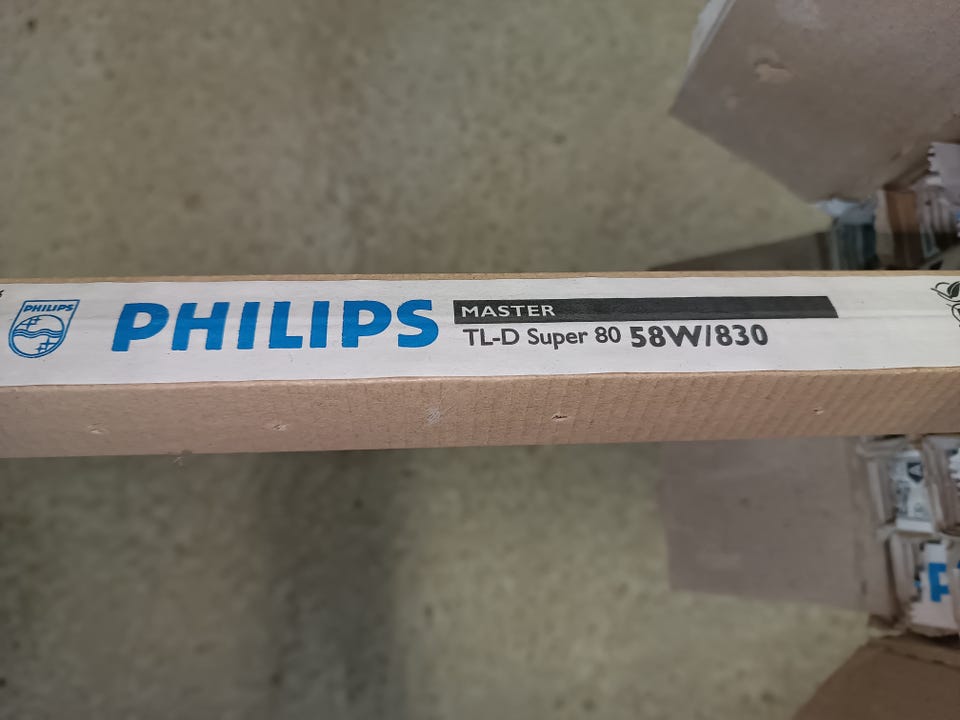 PHILIPS
PHILIPS
MASTER
TL-D Super 80 58W/830
P